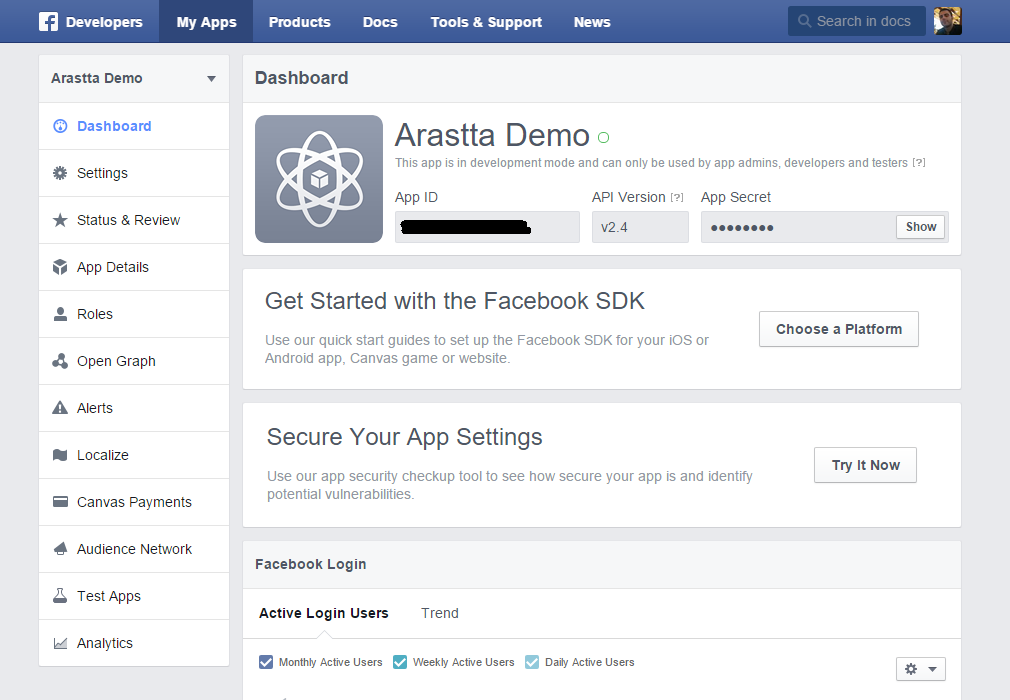 Developers My Apps Products Docs Tools & Support News Search in docs
Arastta Demo
Dashboard
Settings
Status & Review
App Details
Roles
Open Graph
Alerts
Localize
Canvas Payments
Audience Network
Test Apps
Analytics
Dashboard
Arastta Demo
This app is in development mode and can only be used by app admins, developers and testers [?]
App ID API Version [?] App Secret
v2.4 •••••••• Show
Get Started with the Facebook SDK
Use our quick start guides to set up the Facebook SDK for your iOS or
Android app, Canvas game or website.
Choose a Platform
Secure Your App Settings
Use our app security checkup tool to see how secure your app is and identify
potential vulnerabilities.
Try It Now
Facebook Login
Active Login Users Trend
Monthly Active Users Weekly Active Users Daily Active Users